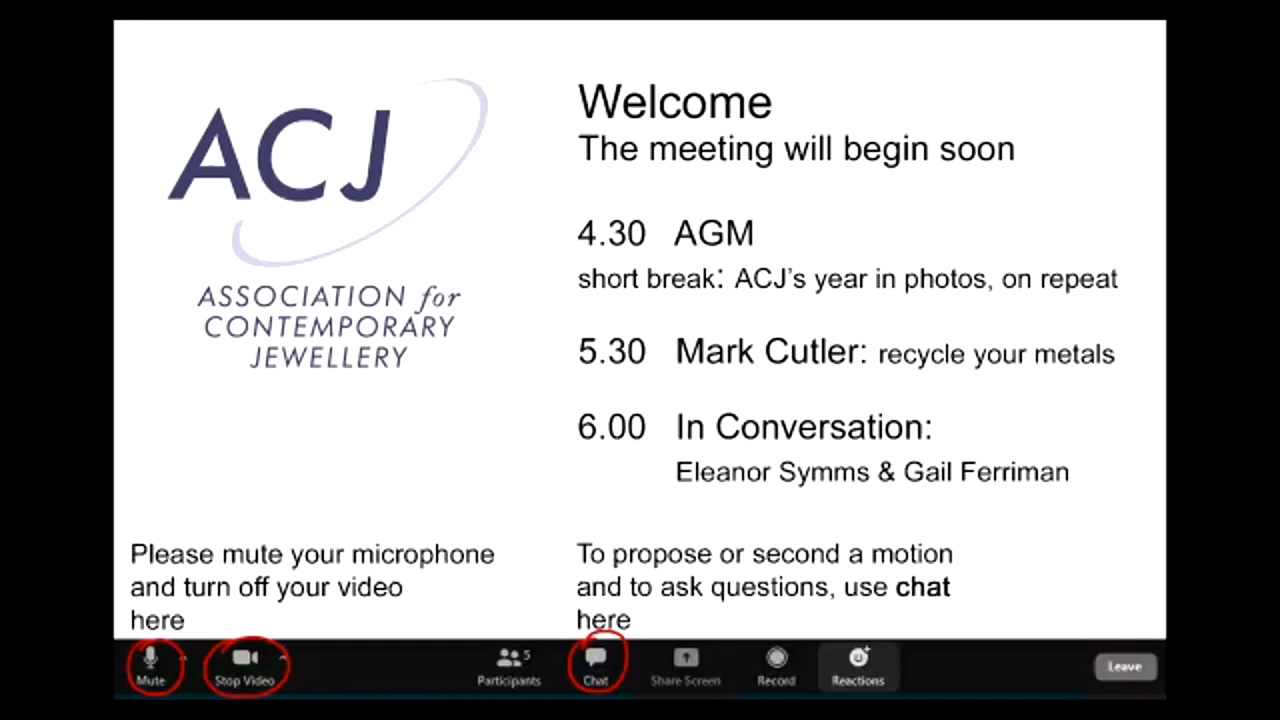 ACJ
ASSOCIATION for
CONTEMPORARY
JEWELLERY
Welcome
The meeting will begin soon
4.30 AGM
short break: ACJ's year in photos, on repeat
5.30 Mark Cutler: recycle your metals
6.00 In Conversation:
Eleanor Symms & Gail Ferriman
Please mute your microphone
and turn off your video
here
To propose or second a motion
and to ask questions, use chat
here
Mute
Stop Video
5
Participants
Chat
Share Screen
Record
Reactions
Leave